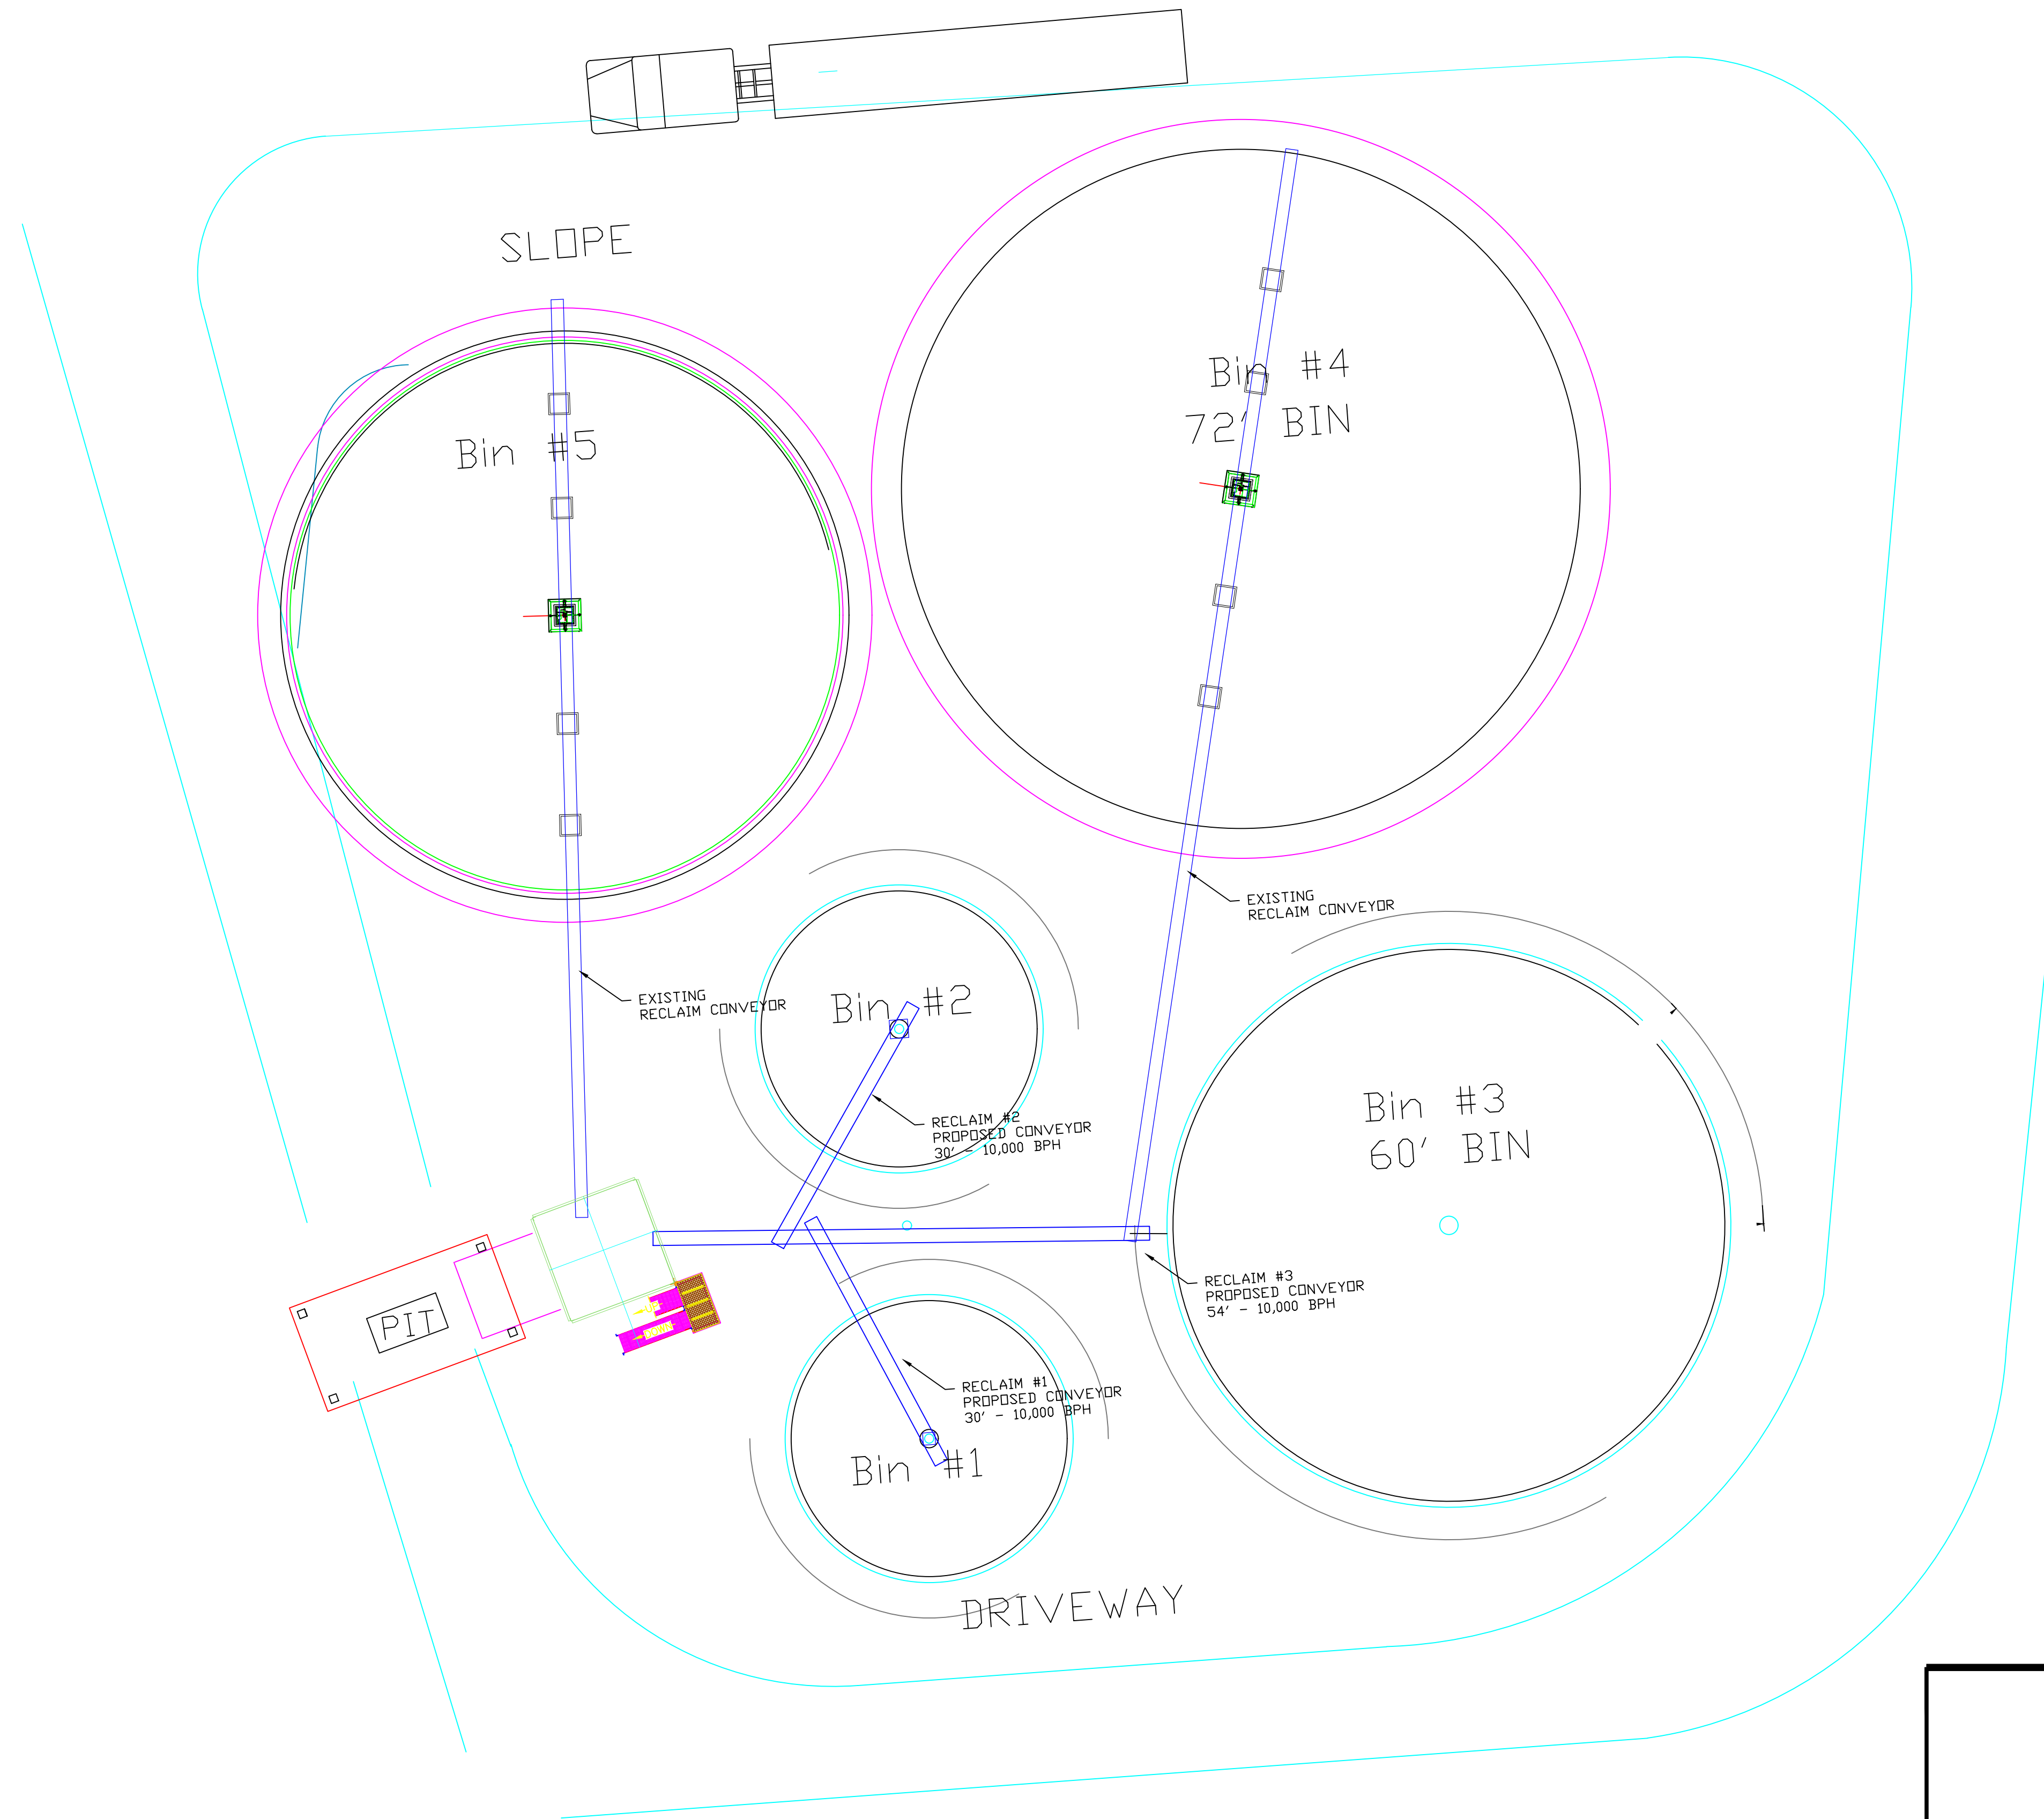 SLOPE
Bin #4
72' BIN
Bin #5
EXISTING
RECLAIM CONVEYOR
EXISTING
RECLAIM CONVEYOR
Bin #2
RECLAIM #2
PROPOSED CONVEYOR
30' - 10,000 BPH
Bin #3
60' BIN
RECLAIM #3
PROPOSED CONVEYOR
54' - 10,000 BPH
PIT
UP
DOWN
RECLAIM #1
PROPOSED CONVEYOR
30' - 10,000 BPH
Bin #1
DRIVEWAY